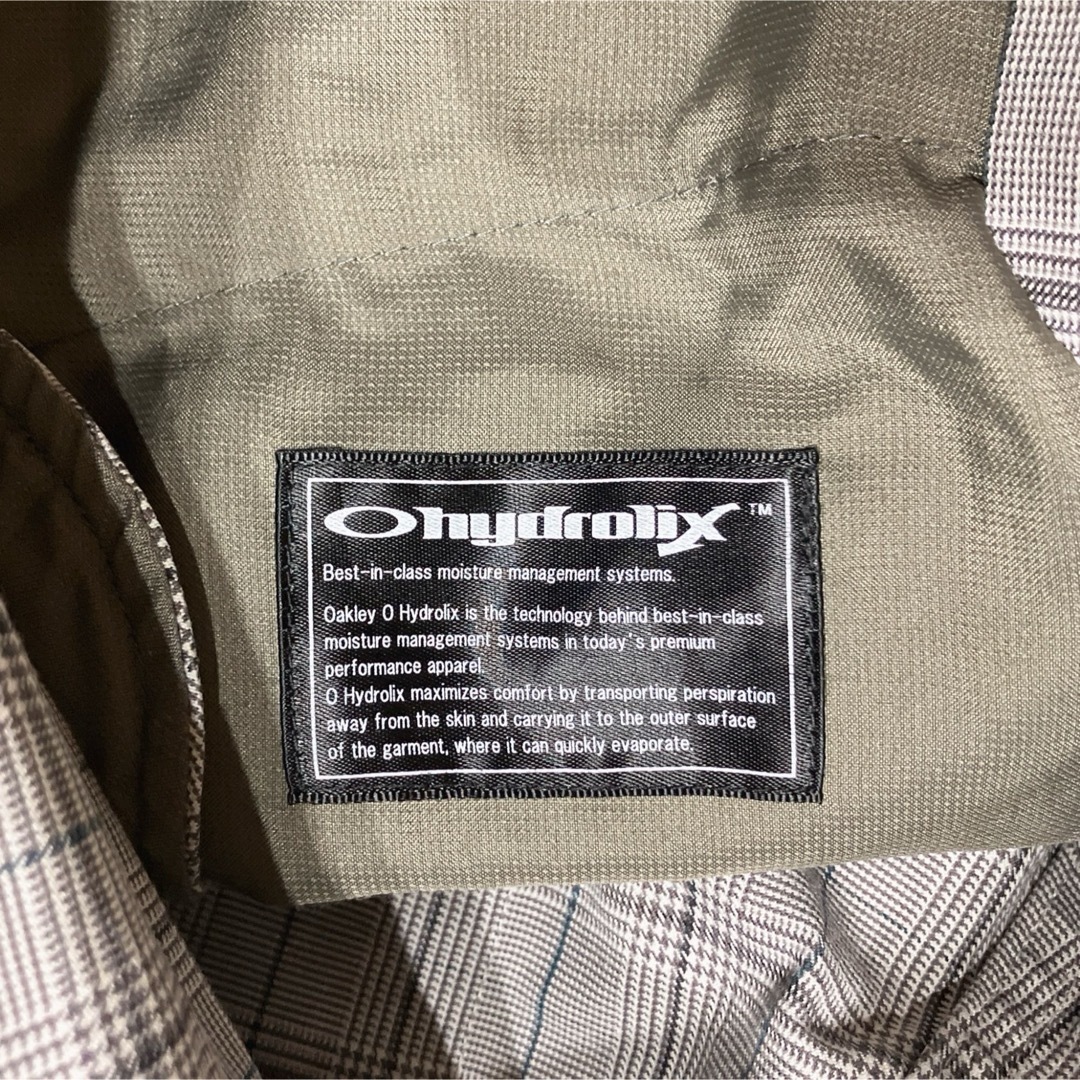 O hydrolix™
Best-in-class moisture management systems.
Oakley O Hydrolix is the technology behind best-in-class
moisture management systems in today's premium
performance apparel.
O Hydrolix maximizes comfort by transporting perspiration
away from the skin and carrying it to the outer surface
of the garment, where it can quickly evaporate.